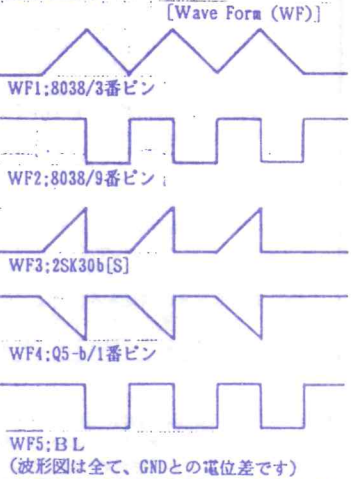 [Wave Form (WF)]
WF1;8038/3番ピン
WF2;8038/9番ピン
WF3;2SK30b[S]
WF4;Q5-b/1番ピン
WF5;BL
(波形図は全て、GNDとの電位差です)